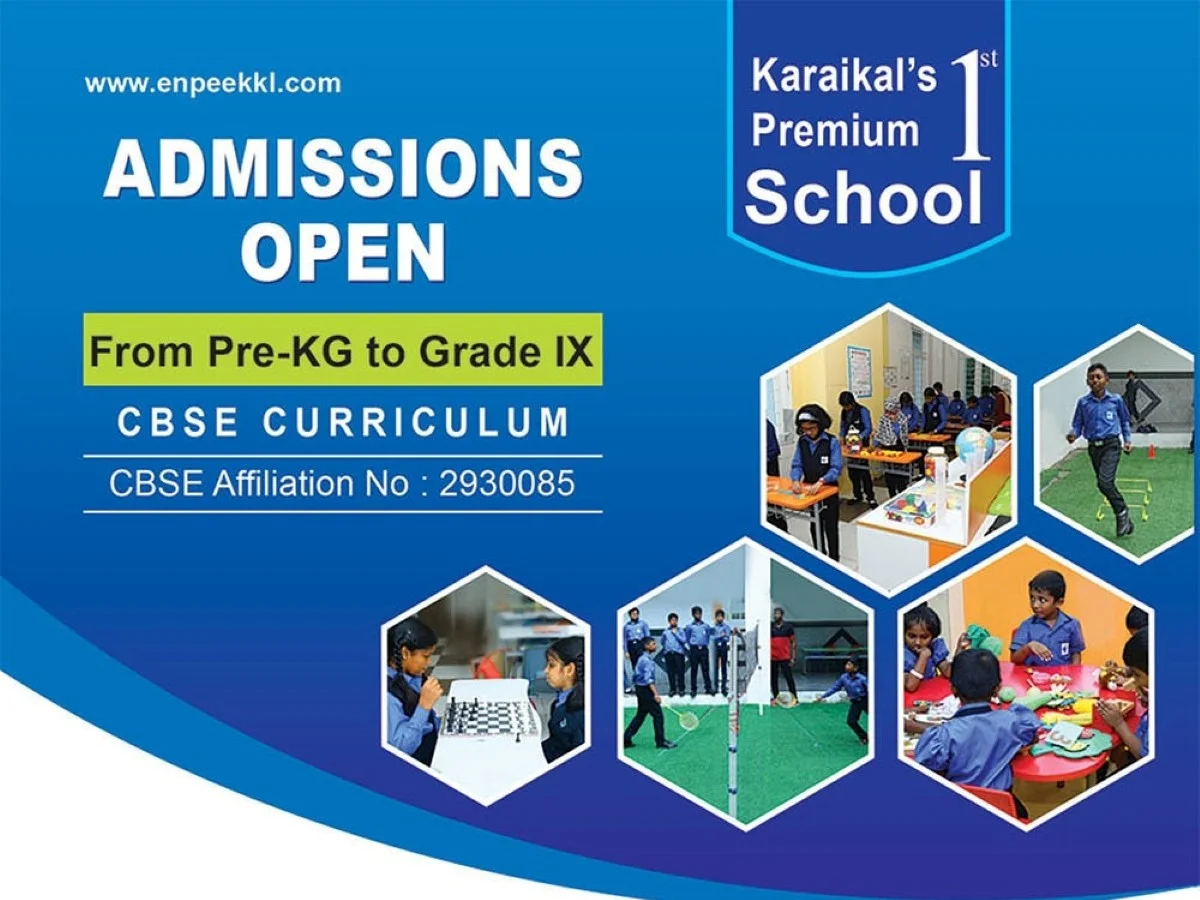 www.enpeekkl.com
ADMISSIONS
OPEN
From Pre-KG to Grade IX
CBSE CURRICULUM
CBSE Affiliation No : 2930085
Karaikal's 1st
Premium
School